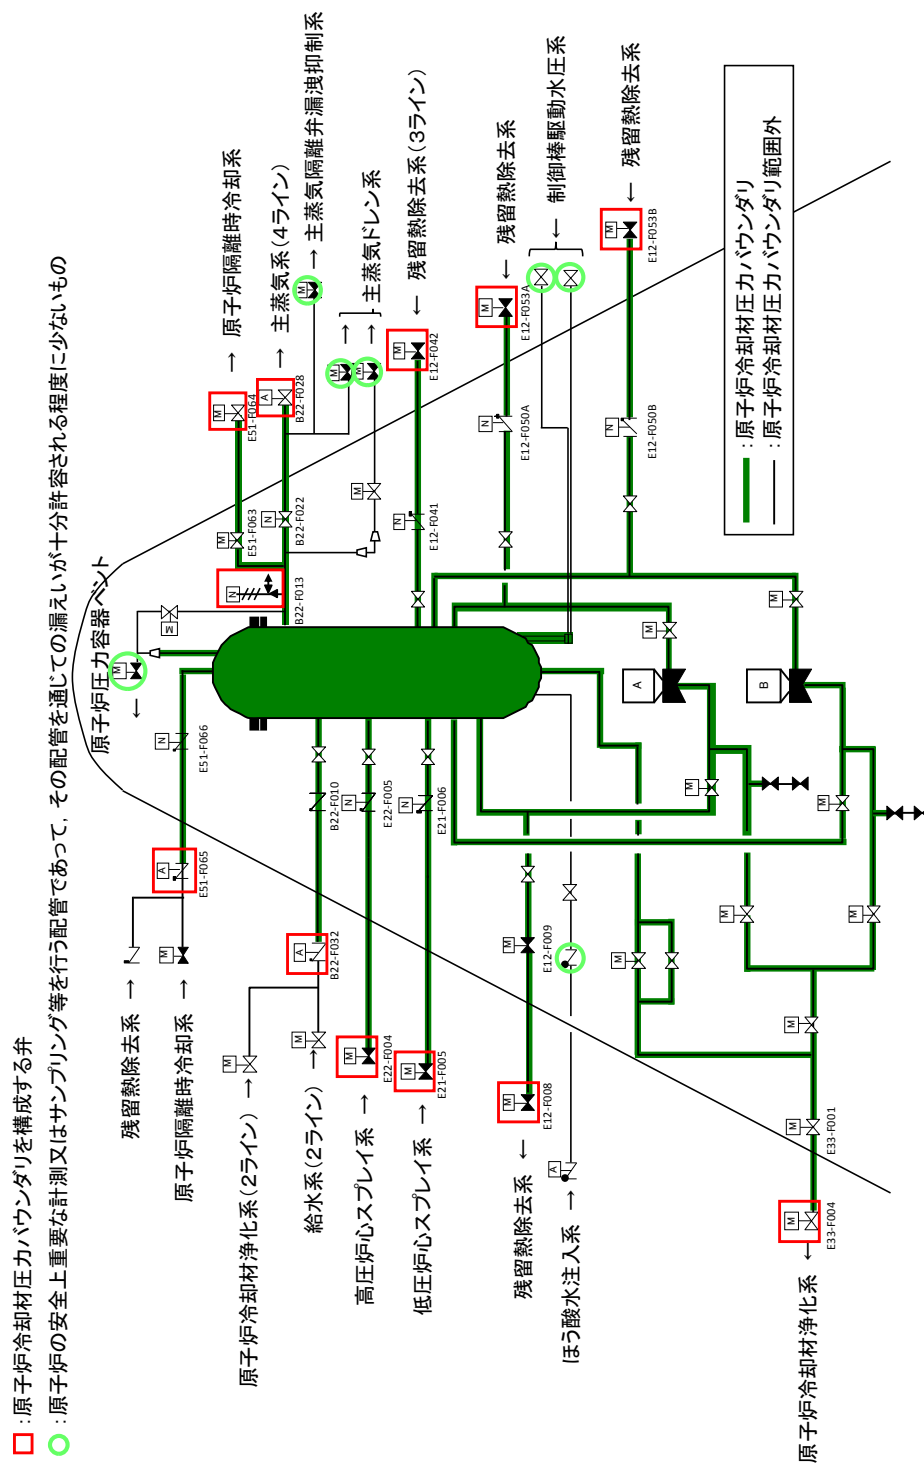 □:原子炉冷却材圧力バウンダリを構成する弁
○:原子炉の安全上重要な計測又はサンプリング等を行う配管であって,その配管を通じての漏えいが十分許容される程度に少ないもの
原子炉圧力容器ベント
M
←
M
残留熱除去系 →
原子炉隔離時冷却系 →
M
A
E51-F065
N
E51-F066
原子炉冷却材浄化系(2ライン) →
給水系(2ライン) →
M
M
A
B22-F032
B22-F010
高圧炉心スプレイ系 →
M
E22-F004
N
E22-F005
低圧炉心スプレイ系 →
M
E21-F005
N
E21-F006
残留熱除去系 ←
M
E12-F008
M
E12-F009
ほう酸水注入系 →
A
原子炉冷却材浄化系 ←
M
E33-F004
M
E33-F001
M
M
M
M
M
M
A
B
M
M
N
B22-F013
M
E51-F063
M
E51-F064
→ 原子炉隔離時冷却系
N
B22-F022
A
B22-F028
→ 主蒸気系(4ライン)
M
→ 主蒸気隔離弁漏洩抑制系
M
M
M
→
→
主蒸気ドレン系
N
E12-F041
M
E12-F042
← 残留熱除去系(3ライン)
N
E12-F050A
M
E12-F053A
← 残留熱除去系
← 制御棒駆動水圧系
N
E12-F050B
M
E12-F053B
← 残留熱除去系
:原子炉冷却材圧力バウンダリ
:原子炉冷却材圧力バウンダリ範囲外